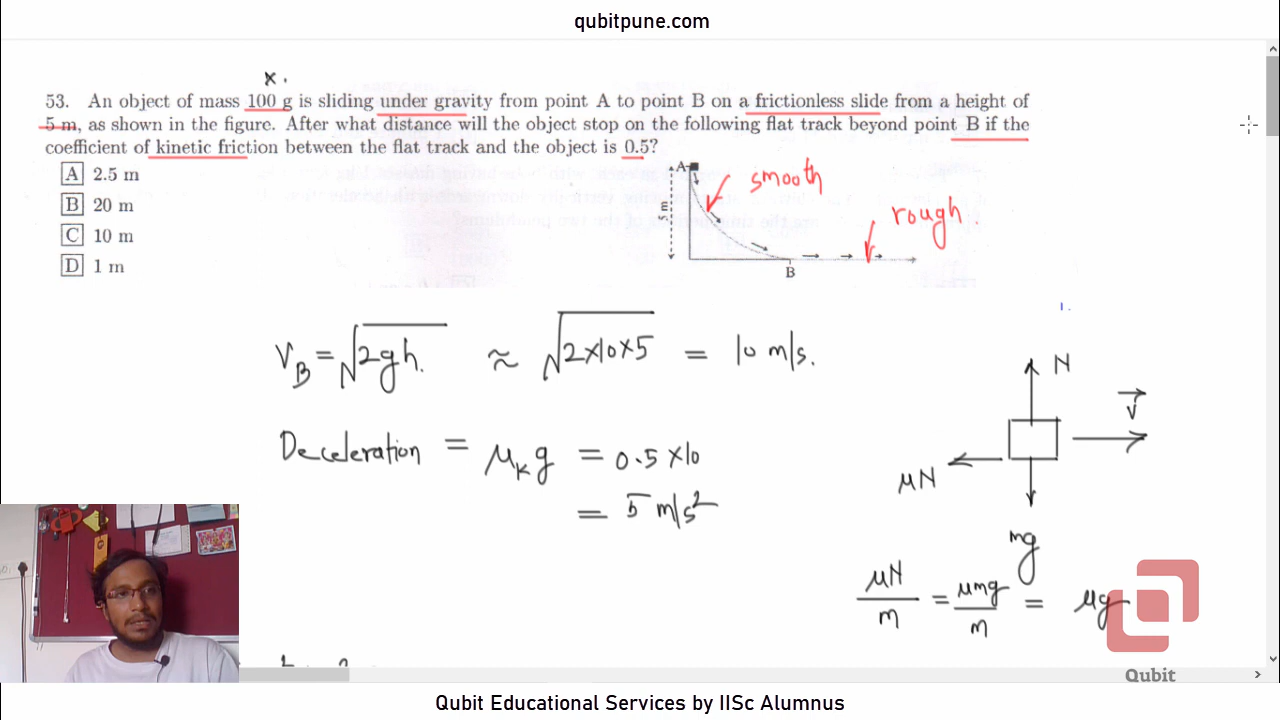 qubitpune.com
x.
53. An object of mass 100 g is sliding under gravity from point A to point B on a frictionless slide from a height of
5 m, as shown in the figure. After what distance will the object stop on the following flat track beyond point B if the
coefficient of kinetic friction between the flat track and the object is 0.5?
A 2.5 m
B 20 m
C 10 m
D 1 m
A
5 m
B
smooth
rough.
V_B = √2gh. ≈ √2×10×5 = 10 m/s.
Deceleration = μ_K g = 0.5 ×10
= 5 m/s²
N
V
μN
mg
μN/m = μmg/m = μg
Qubit
Qubit Educational Services by IISc Alumnus